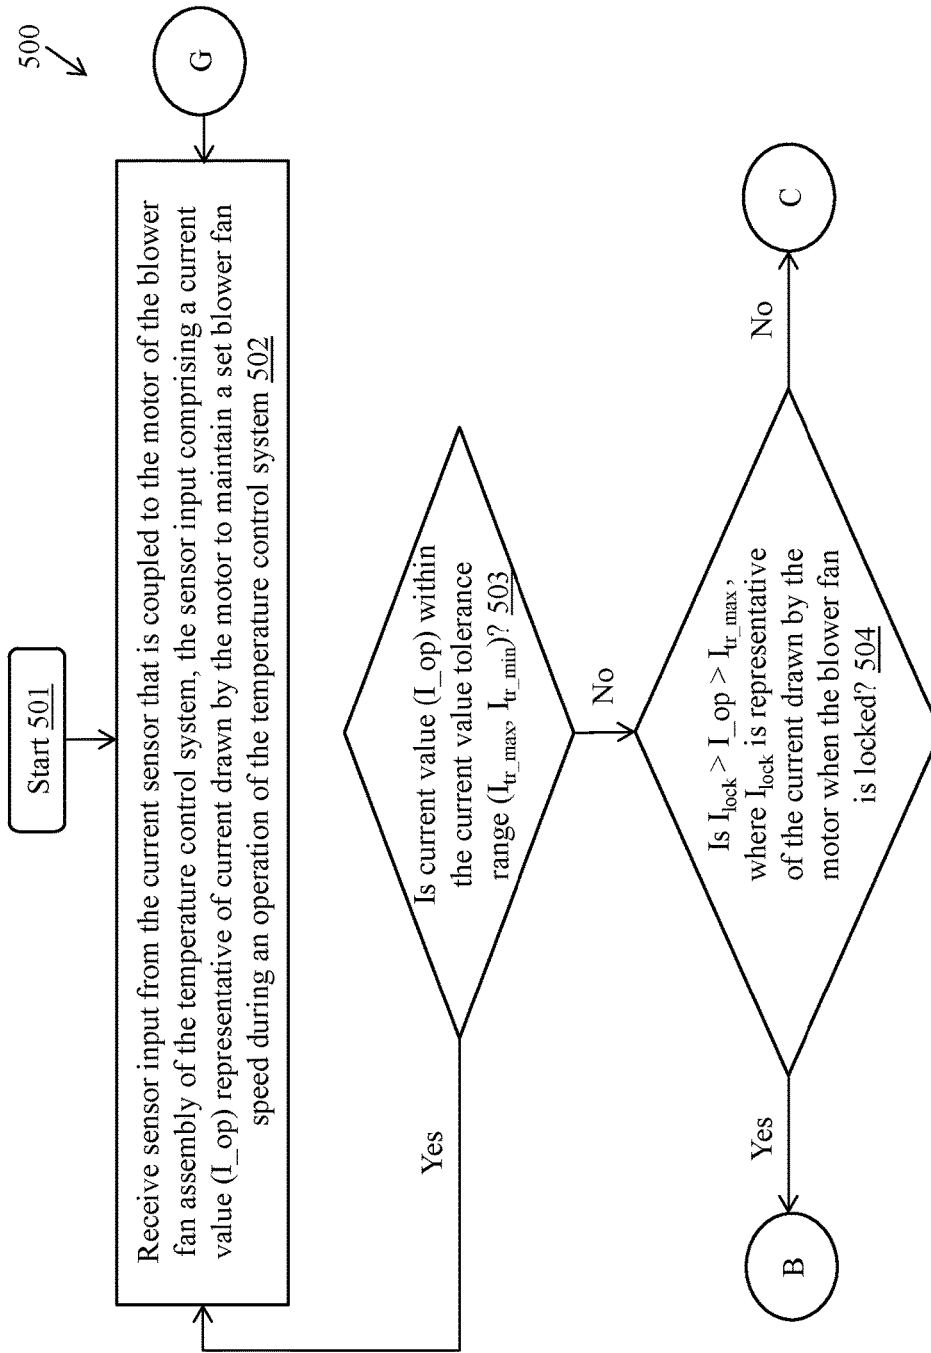 500
Start 501
G
Receive sensor input from the current sensor that is coupled to the motor of the blower
fan assembly of the temperature control system, the sensor input comprising a current
value (I_op) representative of current drawn by the motor to maintain a set blower fan
speed during an operation of the temperature control system 502
Is current value (I_op) within
the current value tolerance
range (Itr_max, Itr_min)? 503
Yes
No
Is Ilock > I_op > Itr_max,
where Ilock is representative
of the current drawn by the
motor when the blower fan
is locked? 504
Yes
No
B
C